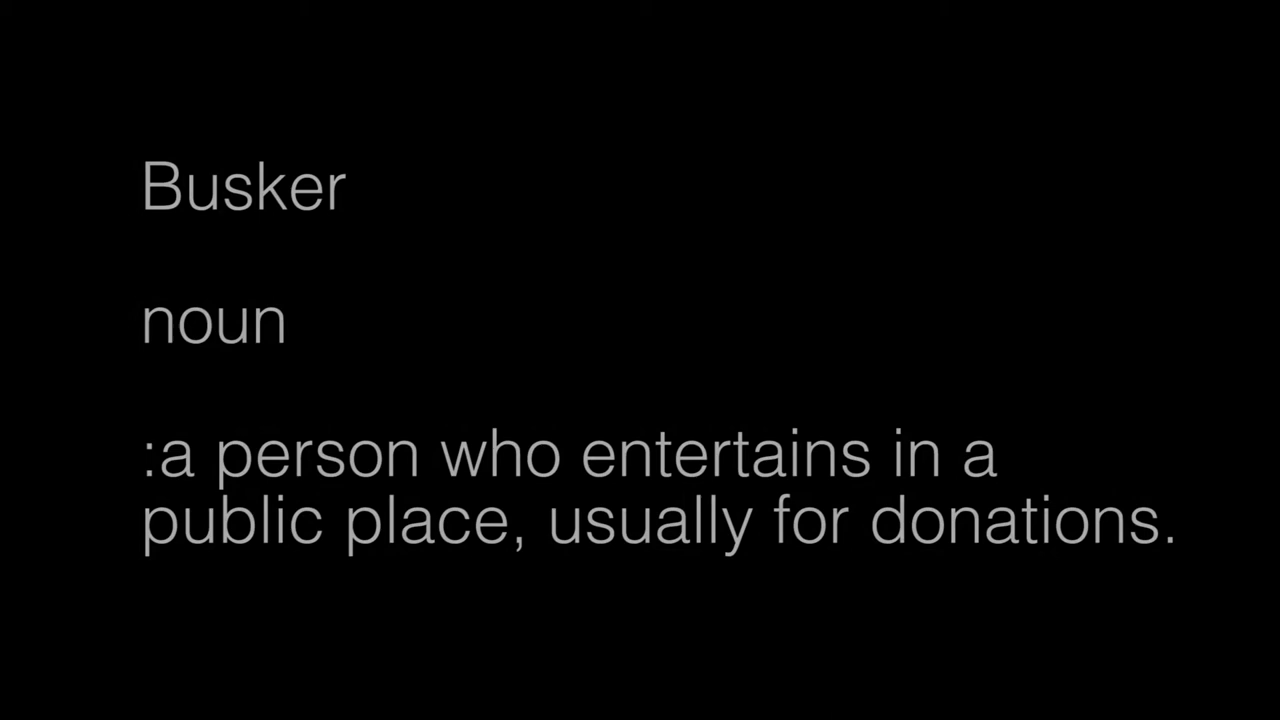 Busker
noun
:a person who entertains in a
public place, usually for donations.